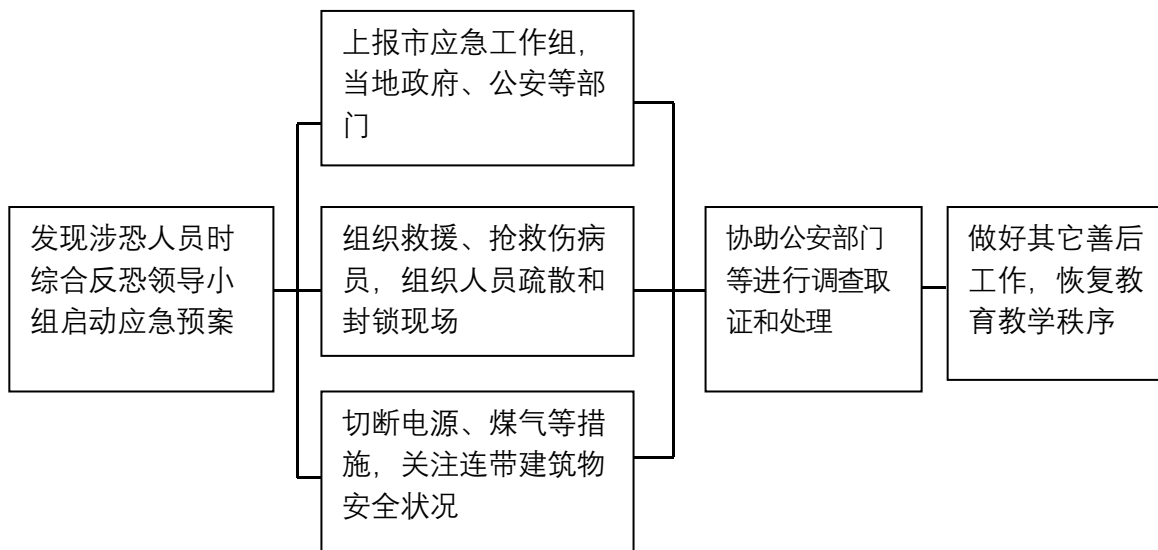 发现涉恐人员时
综合反恐领导小
组启动应急预案
上报市应急工作组，
当地政府、公安等部
门
组织救援、抢救伤病
员，组织人员疏散和
封锁现场
切断电源、煤气等措
施，关注连带建筑物
安全状况
协助公安部门
等进行调查取
证和处理
做好其它善后
工作，恢复教
育教学秩序